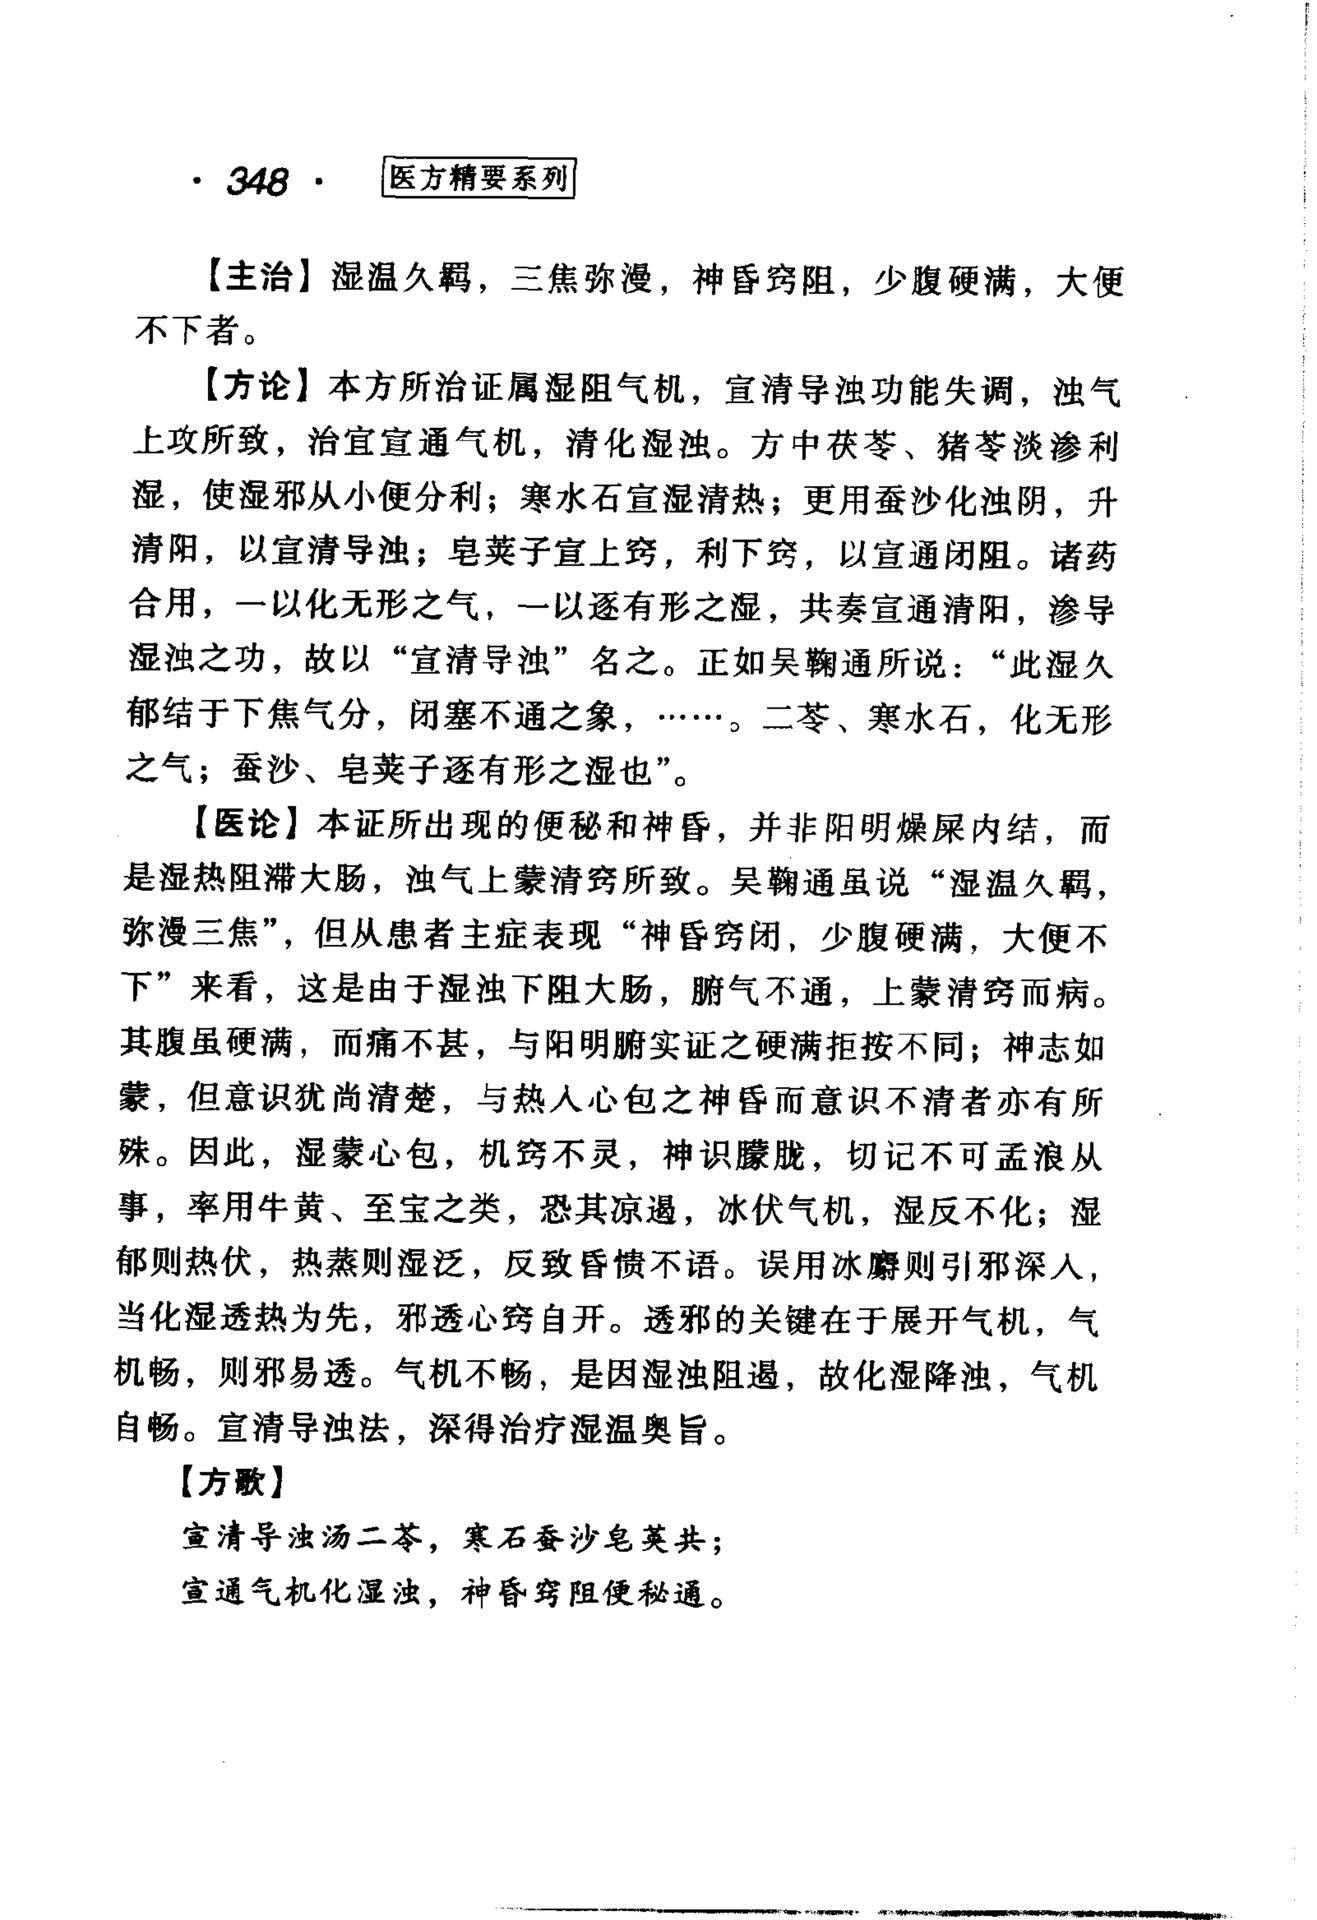 · 348 · 医方精要系列
【主治】湿温久羁，三焦弥漫，神昏窍阻，少腹硬满，大便
不下者。
【方论】本方所治证属湿阻气机，宣清导浊功能失调，浊气
上攻所致，治宜宣通气机，清化湿浊。方中茯苓、猪苓淡渗利
湿，使湿邪从小便分利；寒水石宣湿清热；更用蚕沙化浊阴，升
清阳，以宣清导浊；皂荚子宣上窍，利下窍，以宣通闭阻。诸药
合用，一以化无形之气，一以逐有形之湿，共奏宣通清阳，渗导
湿浊之功，故以“宣清导浊”名之。正如吴鞠通所说：“此湿久
郁结于下焦气分，闭塞不通之象，……。二苓、寒水石，化无形
之气；蚕沙、皂荚子逐有形之湿也”。
【医论】本证所出现的便秘和神昏，并非阳明燥屎内结，而
是湿热阻滞大肠，浊气上蒙清窍所致。吴鞠通虽说“湿温久羁，
弥漫三焦”，但从患者主症表现“神昏窍闭，少腹硬满，大便不
下”来看，这是由于湿浊下阻大肠，腑气不通，上蒙清窍而病。
其腹虽硬满，而痛不甚，与阳明腑实证之硬满拒按不同；神志如
蒙，但意识犹尚清楚，与热入心包之神昏而意识不清者亦有所
殊。因此，湿蒙心包，机窍不灵，神识朦胧，切记不可孟浪从
事，率用牛黄、至宝之类，恐其凉遏，冰伏气机，湿反不化；湿
郁则热伏，热蒸则湿泛，反致昏愦不语。误用冰麝则引邪深入，
当化湿透热为先，邪透心窍自开。透邪的关键在于展开气机，气
机畅，则邪易透。气机不畅，是因湿浊阻遏，故化湿降浊，气机
自畅。宣清导浊法，深得治疗湿温奥旨。
【方歌】
宣清导浊汤二苓，寒石蚕沙皂荚共；
宣通气机化湿浊，神昏窍阻便秘通。